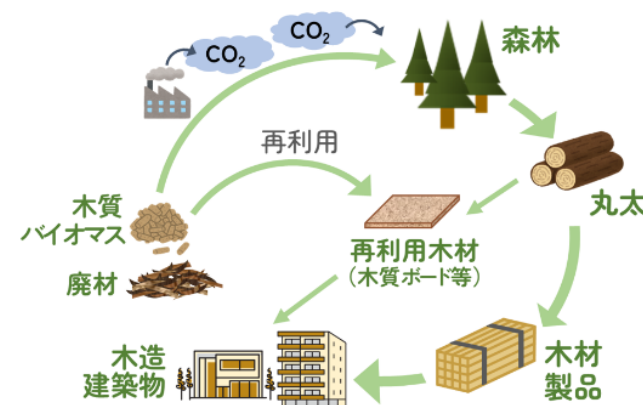 CO₂
CO₂
森林
再利用
丸太
木質
バイオマス
再利用木材
(木質ボード等)
廃材
木造
建築物
木材
製品